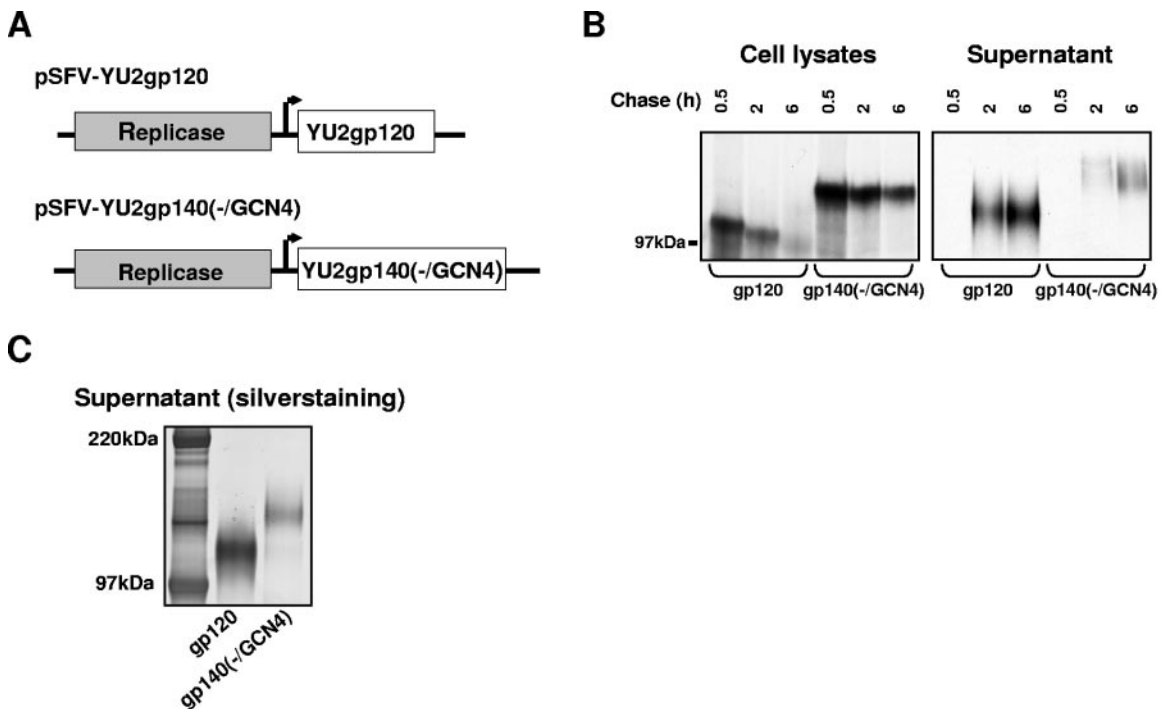 A
pSFV-YU2gp120
Replicase
YU2gp120
pSFV-YU2gp140(-/GCN4)
Replicase
YU2gp140(-/GCN4)
B
Cell lysates
Supernatant
Chase (h)
0.5 2 6 0.5 2 6 0.5 2 6 0.5 2 6
97kDa
gp120 gp140(-/GCN4) gp120 gp140(-/GCN4)
C
Supernatant (silverstaining)
220kDa
97kDa
gp120
gp140(-/GCN4)